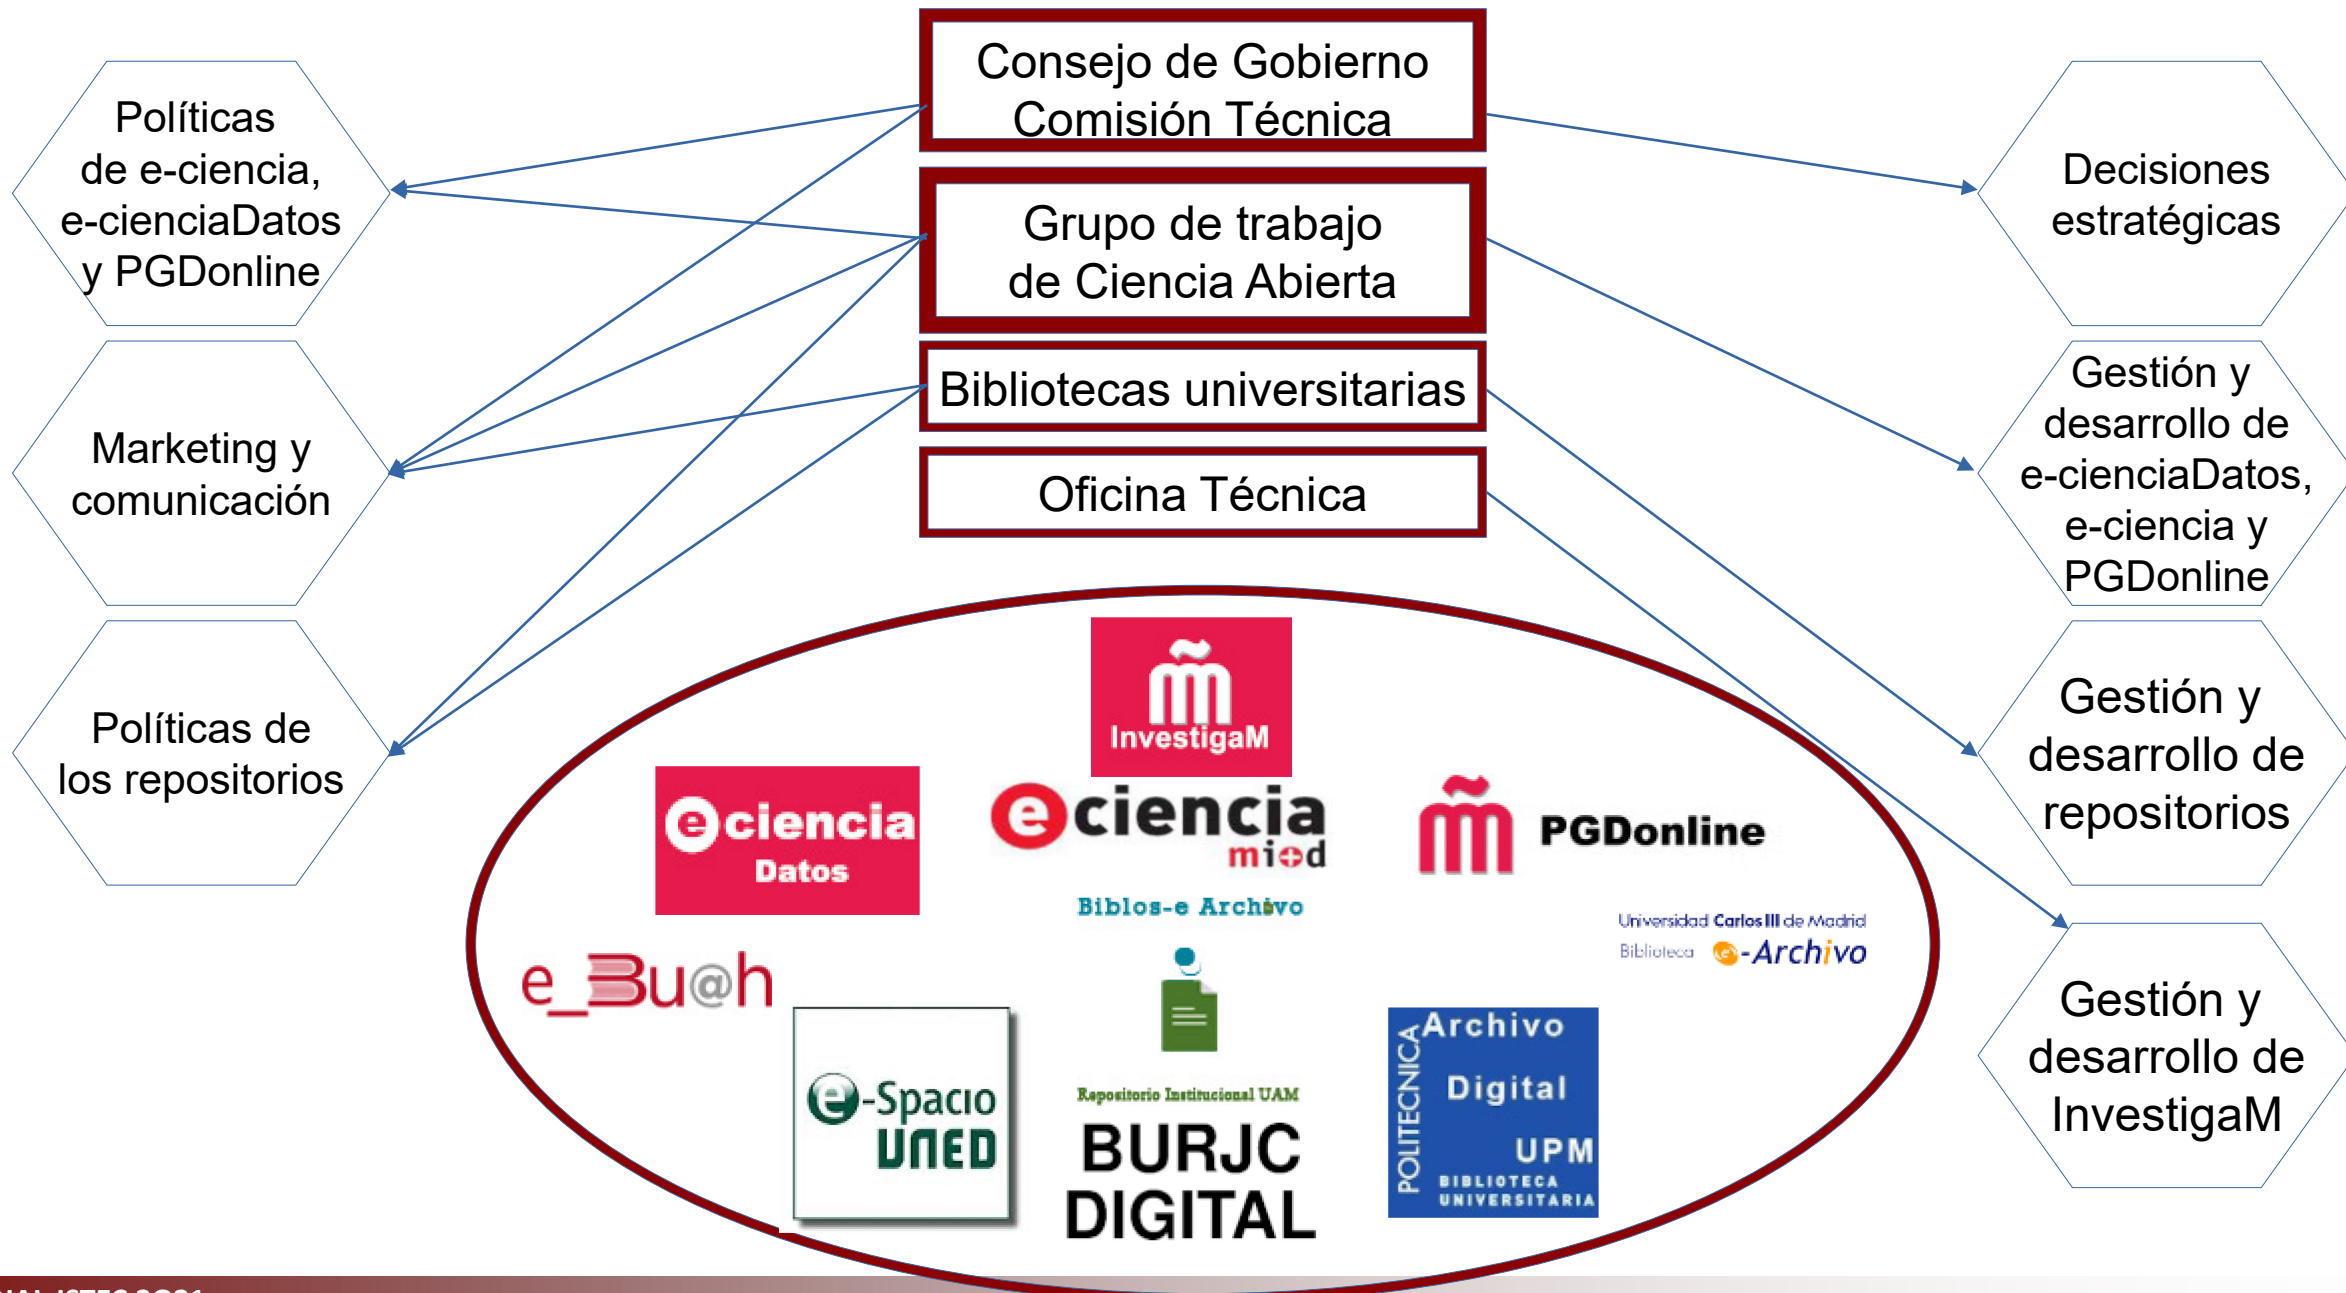 Consejo de Gobierno
Comisión Técnica
Grupo de trabajo
de Ciencia Abierta
Bibliotecas universitarias
Oficina Técnica
Políticas
de e-ciencia,
e-cienciaDatos
y PGDonline
Marketing y
comunicación
Políticas de
los repositorios
Decisiones
estratégicas
Gestión y
desarrollo de
e-cienciaDatos,
e-ciencia y
PGDonline
Gestión y
desarrollo de
repositorios
Gestión y
desarrollo de
InvestigaM
m̃
InvestigaM
e ciencia
Datos
e ciencia
mi+d
m̃ PGDonline
Biblos-e Archivo
Universidad Carlos III de Madrid
Biblioteca e-Archivo
e_Bu@h
e-Spacio
UNED
Repositorio Institucional UAM
BURJC
DIGITAL
POLITECNICA
Archivo
Digital
UPM
BIBLIOTECA
UNIVERSITARIA